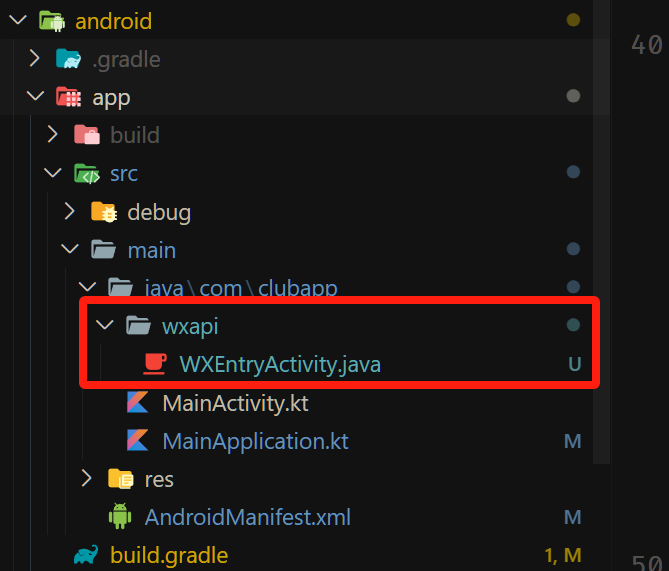 android
40
.gradle
app
build
src
debug
main
java\com\clubapp
wxapi
WXEntryActivity.java U
MainActivity.kt
MainApplication.kt M
res
AndroidManifest.xml M
build.gradle 1, M
50